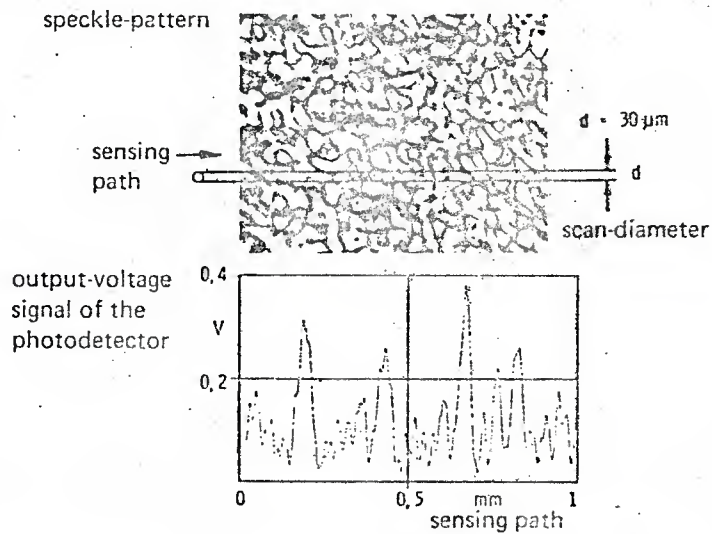 speckle-pattern
d = 30 µm
sensing
path
d
scan-diameter
output-voltage
signal of the
photodetector
0,4
V
0,2
0
0,5
mm
1
sensing path